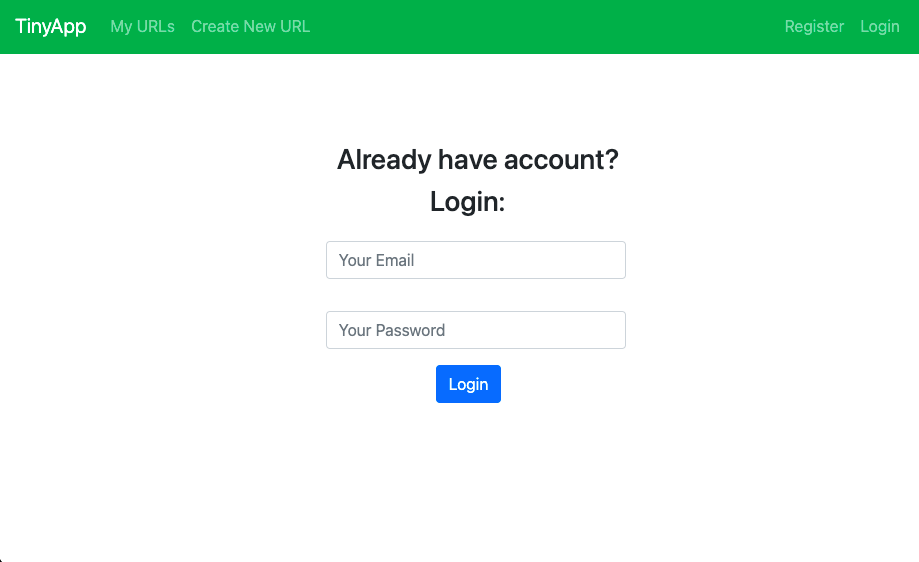 TinyApp My URLs Create New URL Register Login
Already have account?
Login:
Your Email
Your Password
Login